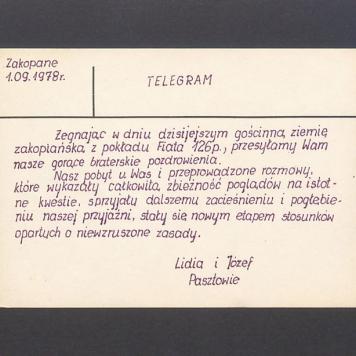 Zakopane
1.09.1978r.
TELEGRAM
Żegnając w dniu dzisijejszym gościnną ziemię
zakopiańską z pokładu Fiata 126p., przesyłamy Wam
nasze gorące braterskie pozdrowienia.
Nasz pobyt u Was i przeprowadzone rozmowy,
które wykazały całkowitą zbieżność poglądów na istot-
ne kwestie, sprzyjały dalszemu zacieśnieniu i pogłębie-
niu naszej przyjaźni, stały się nowym etapem stosunków
opartych o niewzruszone zasady.
Lidia i Józef
Pasztowie